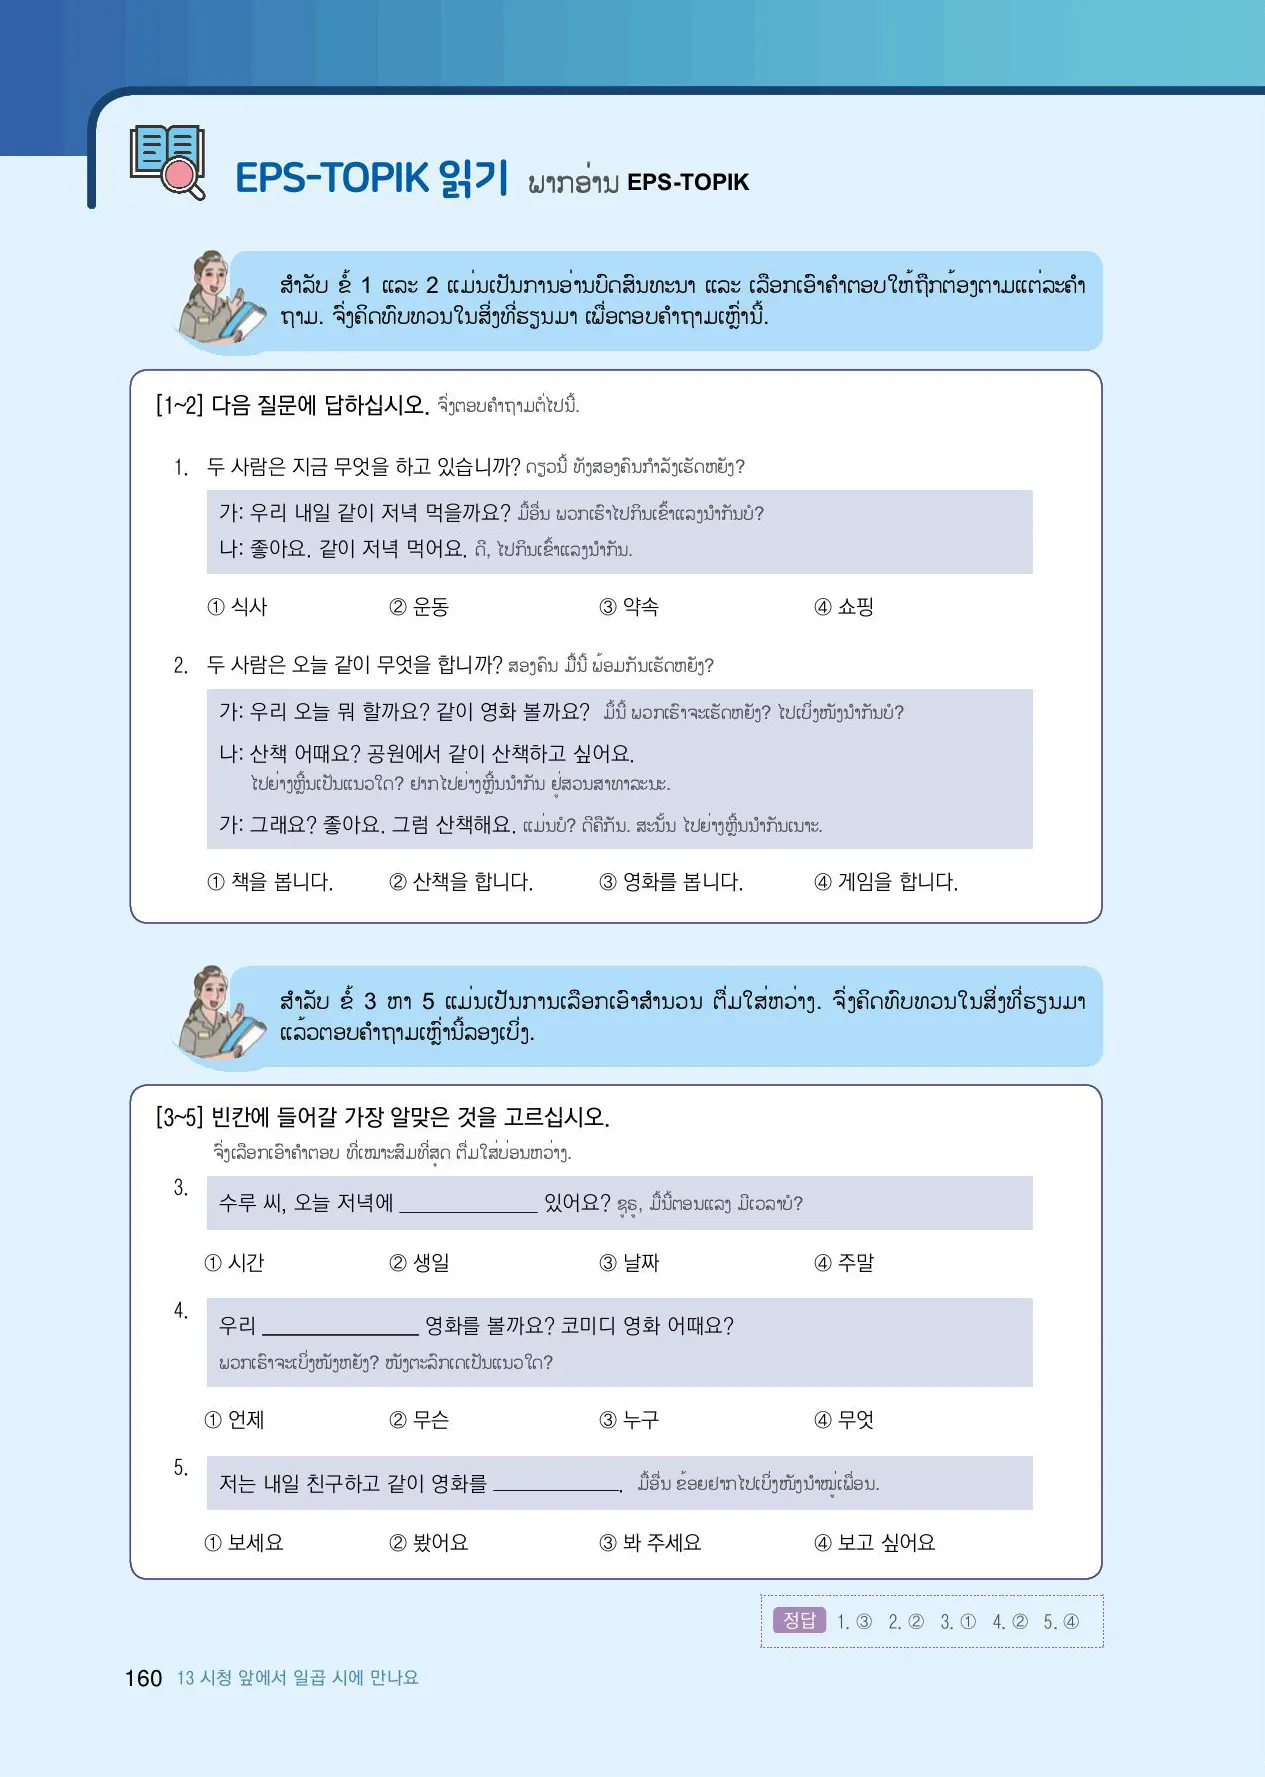 EPS-TOPIK 읽기 ພາກອ່ານ EPS-TOPIK
ສຳລັບ ຂໍ້ 1 ແລະ 2 ແມ່ນເປັນການອ່ານບົດສົນທະນາ ແລະ ເລືອກເອົາຄຳຕອບໃຫ້ຖືກຕ້ອງຕາມແຕ່ລະຄຳ
ຖາມ. ຈົ່ງຄິດທົບທວນໃນສິ່ງທີ່ຮຽນມາ ເພື່ອຕອບຄຳຖາມເຫຼົ່ານີ້.
[1~2] 다음 질문에 답하십시오. ຈົ່ງຕອບຄຳຖາມຕໍ່ໄປນີ້.
1. 두 사람은 지금 무엇을 하고 있습니까? ດຽວນີ້ ທັງສອງຄົນກຳລັງເຮັດຫຍັງ?
가: 우리 내일 같이 저녁 먹을까요? ມື້ອື່ນ ພວກເຮົາໄປກິນເຂົ້າແລງນຳກັນບໍ?
나: 좋아요. 같이 저녁 먹어요. ດີ, ໄປກິນເຂົ້າແລງນຳກັນ.
① 식사 ② 운동 ③ 약속 ④ 쇼핑
2. 두 사람은 오늘 같이 무엇을 합니까? ສອງຄົນ ມື້ນີ້ ພ້ອມກັນເຮັດຫຍັງ?
가: 우리 오늘 뭐 할까요? 같이 영화 볼까요? ມື້ນີ້ ພວກເຮົາຈະເຮັດຫຍັງ? ໄປເບິ່ງໜັງນຳກັນບໍ?
나: 산책 어때요? 공원에서 같이 산책하고 싶어요.
ໄປຍ່າງຫຼິ້ນເປັນແນວໃດ? ຢາກໄປຍ່າງຫຼິ້ນນຳກັນ ຢູ່ສວນສາທາລະນະ.
가: 그래요? 좋아요. 그럼 산책해요. ແມ່ນບໍ? ດີຄືກັນ. ສະນັ້ນ ໄປຍ່າງຫຼິ້ນນຳກັນເນາະ.
① 책을 봅니다. ② 산책을 합니다. ③ 영화를 봅니다. ④ 게임을 합니다.
ສຳລັບ ຂໍ້ 3 ຫາ 5 ແມ່ນເປັນການເລືອກເອົາສຳນວນ ຕື່ມໃສ່ຫວ່າງ. ຈົ່ງຄິດທົບທວນໃນສິ່ງທີ່ຮຽນມາ
ແລ້ວຕອບຄຳຖາມເຫຼົ່ານີ້ລອງເບິ່ງ.
[3~5] 빈칸에 들어갈 가장 알맞은 것을 고르십시오.
ຈົ່ງເລືອກເອົາຄຳຕອບ ທີ່ເໝາະສົມທີ່ສຸດ ຕື່ມໃສ່ບ່ອນຫວ່າງ.
3. 수루 씨, 오늘 저녁에 ____________ 있어요? ຊູຣູ, ມື້ນີ້ຕອນແລງ ມີເວລາບໍ?
① 시간 ② 생일 ③ 날짜 ④ 주말
4. 우리 ____________ 영화를 볼까요? 코미디 영화 어때요?
ພວກເຮົາຈະເບິ່ງໜັງຫຍັງ? ໜັງຕະລົກເດເປັນແນວໃດ?
① 언제 ② 무슨 ③ 누구 ④ 무엇
5. 저는 내일 친구하고 같이 영화를 ____________. ມື້ອື່ນ ຂ້ອຍຢາກໄປເບິ່ງໜັງນຳໝູ່ເພື່ອນ.
① 보세요 ② 봤어요 ③ 봐 주세요 ④ 보고 싶어요
정답 1. ③ 2. ② 3. ① 4. ② 5. ④
160 13 시청 앞에서 일곱 시에 만나요